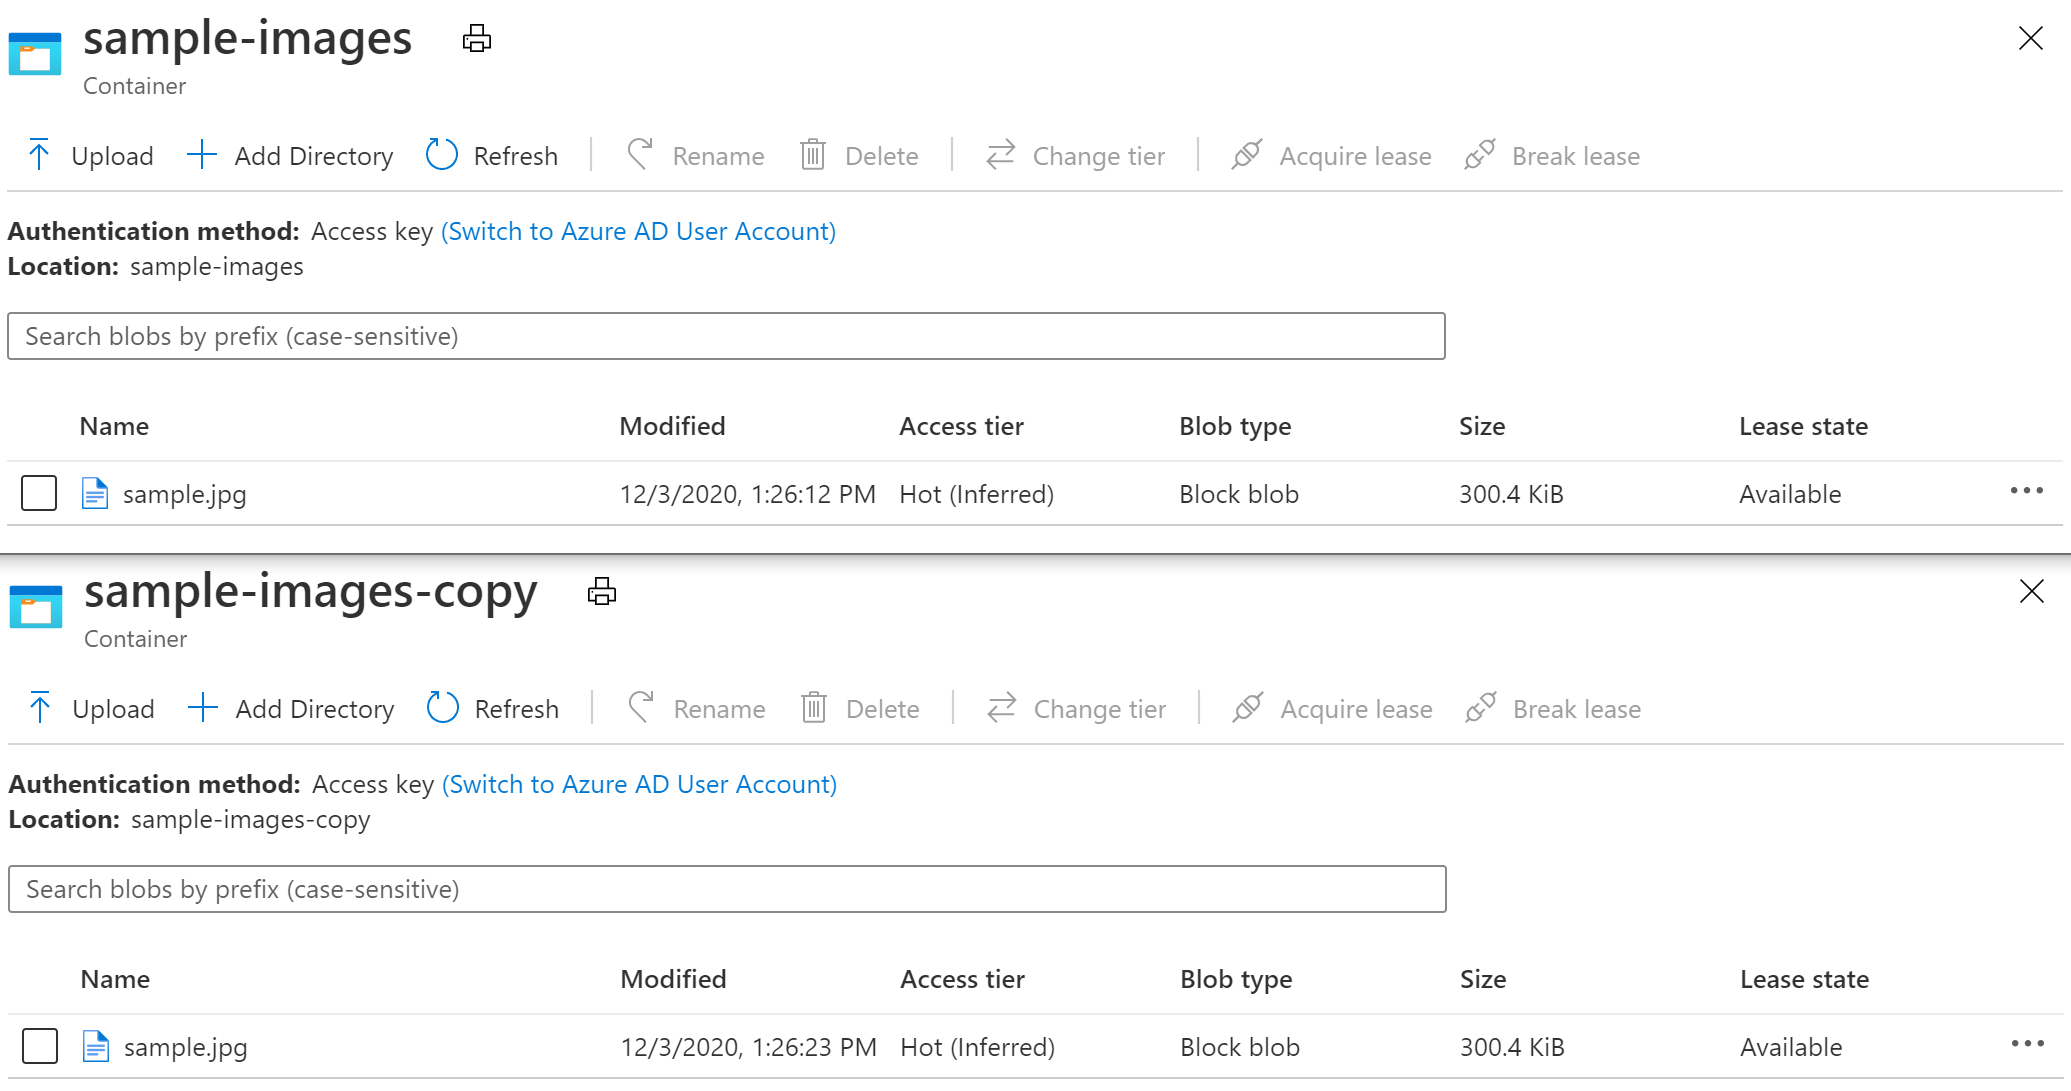 sample-images
Container
Upload Add Directory Refresh Rename Delete Change tier Acquire lease Break lease
Authentication method: Access key (Switch to Azure AD User Account)
Location: sample-images
Search blobs by prefix (case-sensitive)
Name Modified Access tier Blob type Size Lease state
sample.jpg 12/3/2020, 1:26:12 PM Hot (Inferred) Block blob 300.4 KiB Available
sample-images-copy
Container
Upload Add Directory Refresh Rename Delete Change tier Acquire lease Break lease
Authentication method: Access key (Switch to Azure AD User Account)
Location: sample-images-copy
Search blobs by prefix (case-sensitive)
Name Modified Access tier Blob type Size Lease state
sample.jpg 12/3/2020, 1:26:23 PM Hot (Inferred) Block blob 300.4 KiB Available